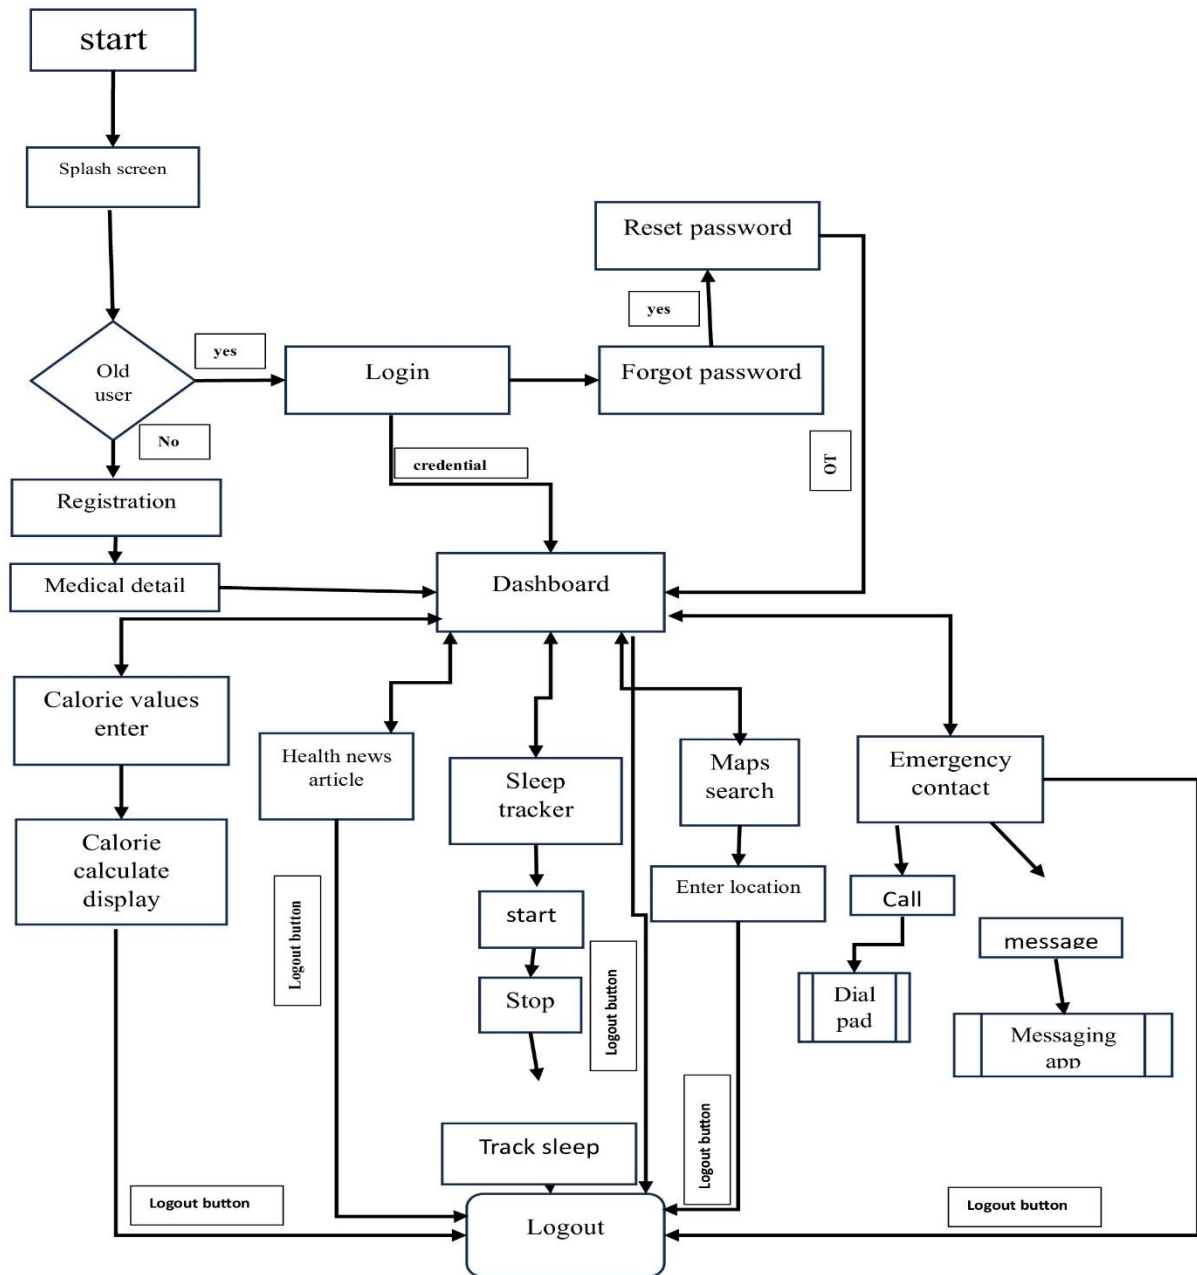 start
Splash screen
Reset password
yes
yes
Old
user
Login
Forgot password
No
credential
OT
Registration
Medical detail
Dashboard
Calorie values
enter
Health news
article
Sleep
tracker
Maps
search
Emergency
contact
Calorie
calculate
display
Enter location
Call
start
Logout button
Logout button
message
Stop
Dial
pad
Messaging
app
Logout button
Track sleep
Logout button
Logout
Logout button